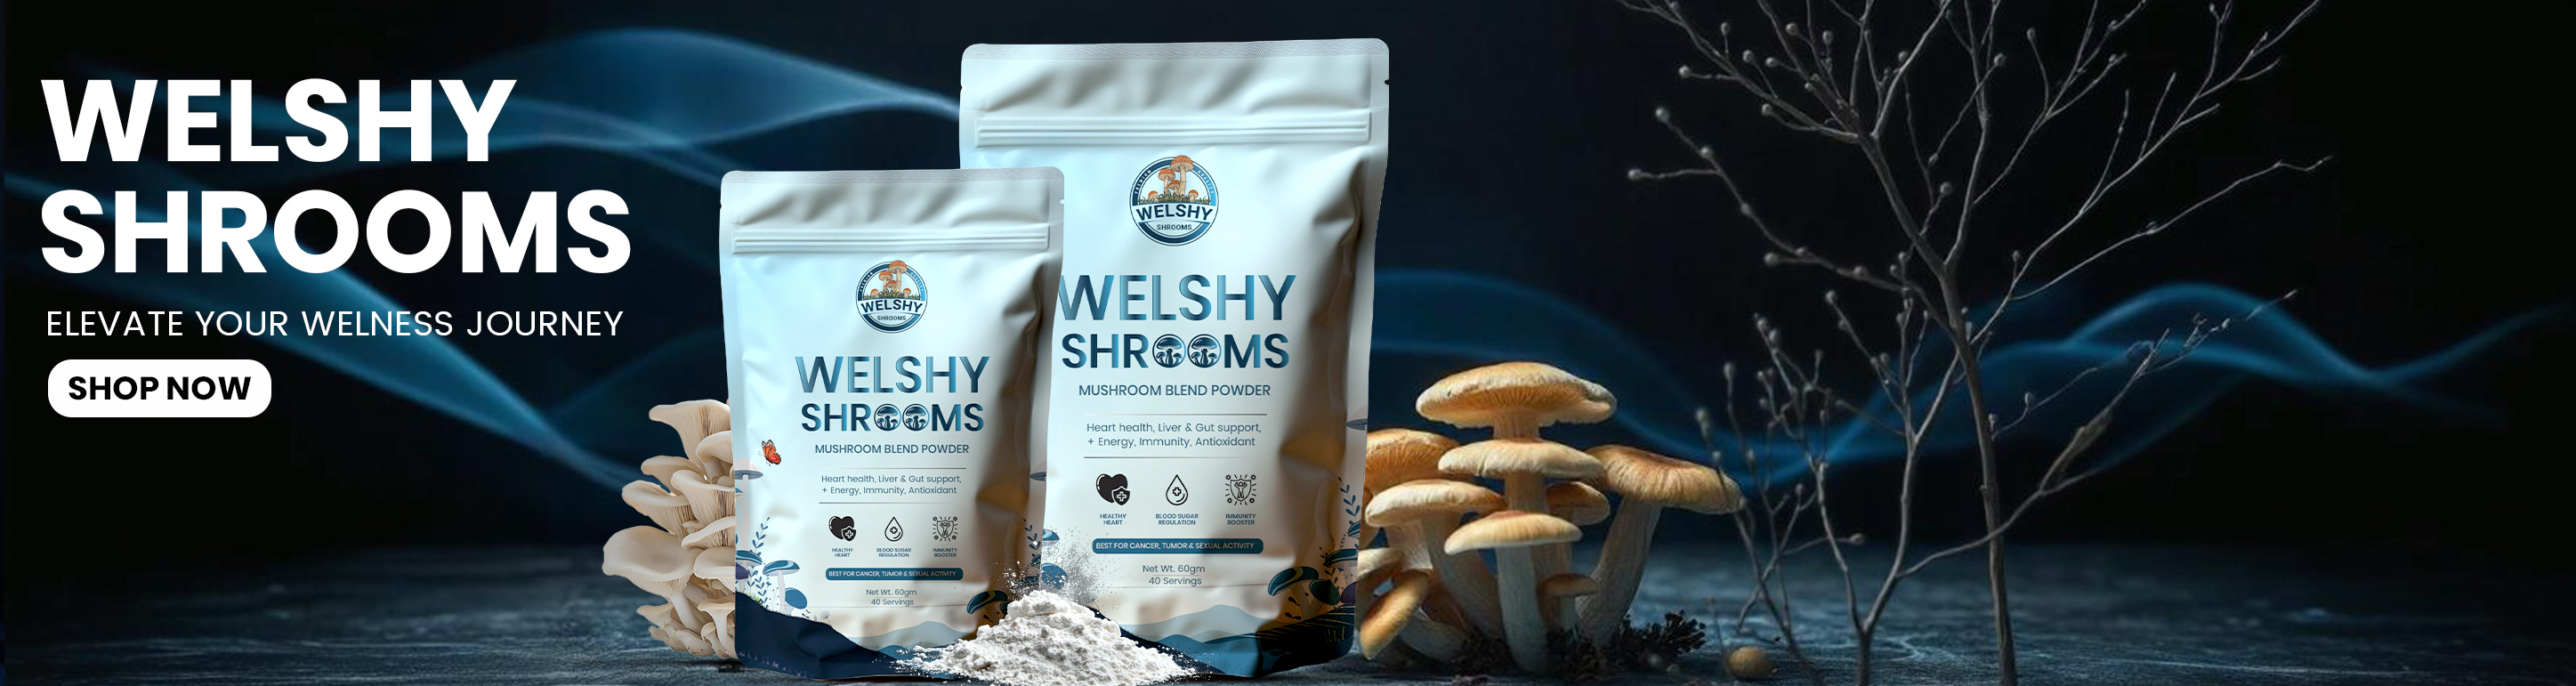 WELSHY
SHROOMS
ELEVATE YOUR WELNESS JOURNEY
SHOP NOW
WELSHY
SHROOMS
WELSHY
SHROOMS
MUSHROOM BLEND POWDER
Heart health, Liver & Gut support,
+ Energy, Immunity, Antioxidant
HEALTHY
HEART
BLOOD SUGAR
REGULATION
IMMUNITY
BOOSTER
BEST FOR CANCER, TUMOR & SEXUAL ACTIVITY
Net Wt. 60gm
40 Servings
WELSHY
SHROOMS
WELSHY
SHROOMS
MUSHROOM BLEND POWDER
Heart health, Liver & Gut support,
+ Energy, Immunity, Antioxidant
HEALTHY
HEART
BLOOD SUGAR
REGULATION
IMMUNITY
BOOSTER
BEST FOR CANCER, TUMOR & SEXUAL ACTIVITY
Net Wt. 60gm
40 Servings